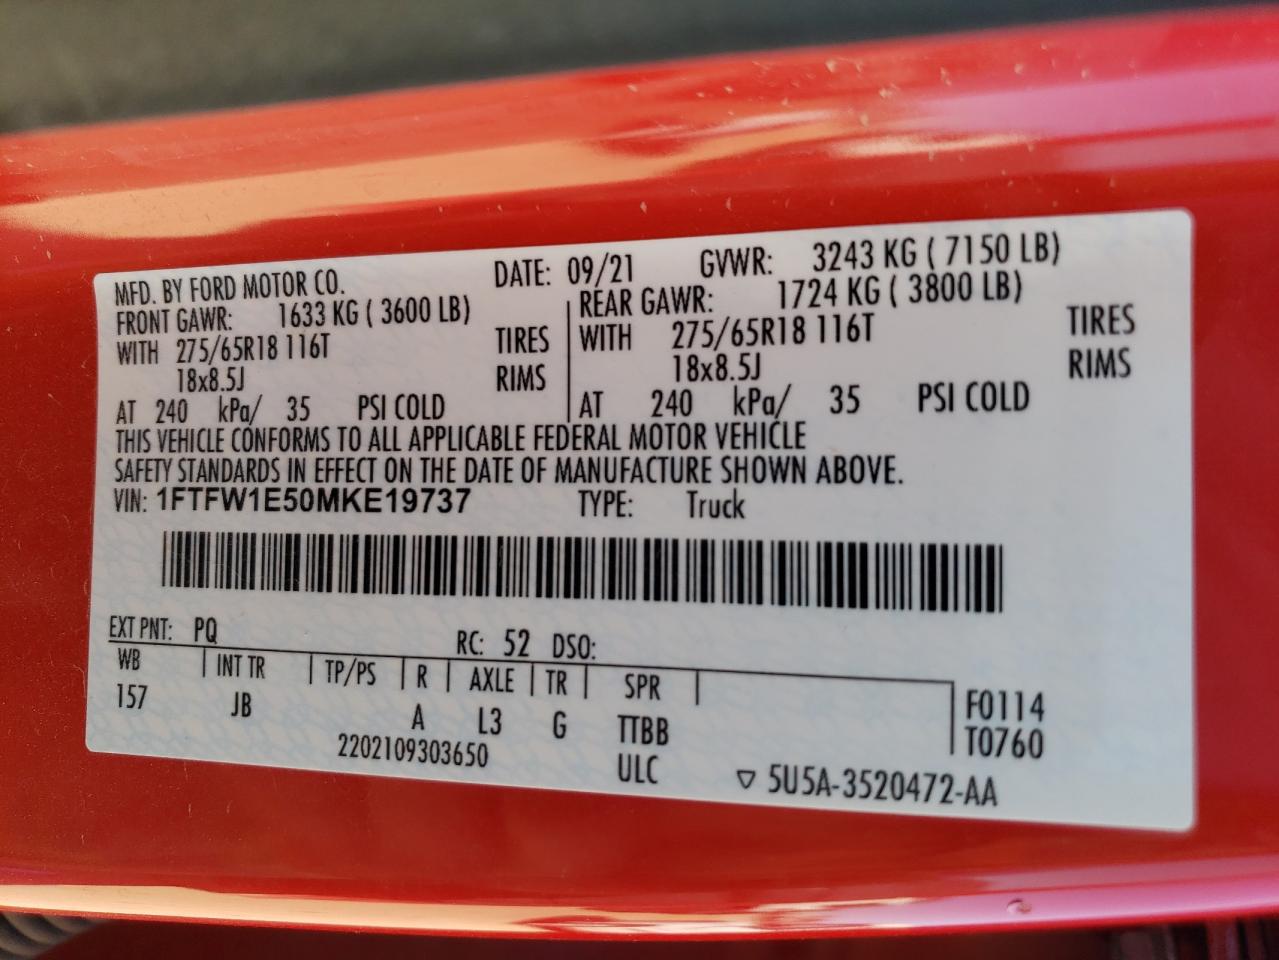 MFD. BY FORD MOTOR CO. DATE: 09/21 GVWR: 3243 KG ( 7150 LB)
FRONT GAWR: 1633 KG ( 3600 LB) REAR GAWR: 1724 KG ( 3800 LB)
WITH 275/65R18 116T TIRES WITH 275/65R18 116T TIRES
18x8.5J RIMS 18x8.5J RIMS
AT 240 kPa/ 35 PSI COLD AT 240 kPa/ 35 PSI COLD
THIS VEHICLE CONFORMS TO ALL APPLICABLE FEDERAL MOTOR VEHICLE
SAFETY STANDARDS IN EFFECT ON THE DATE OF MANUFACTURE SHOWN ABOVE.
VIN: 1FTFW1E50MKE19737 TYPE: Truck
EXT PNT: PQ RC: 52 DSO:
WB INT TR TP/PS R AXLE TR SPR F0114
157 JB A L3 G TTBB T0760
2202109303650 ULC ▽ 5U5A-3520472-AA